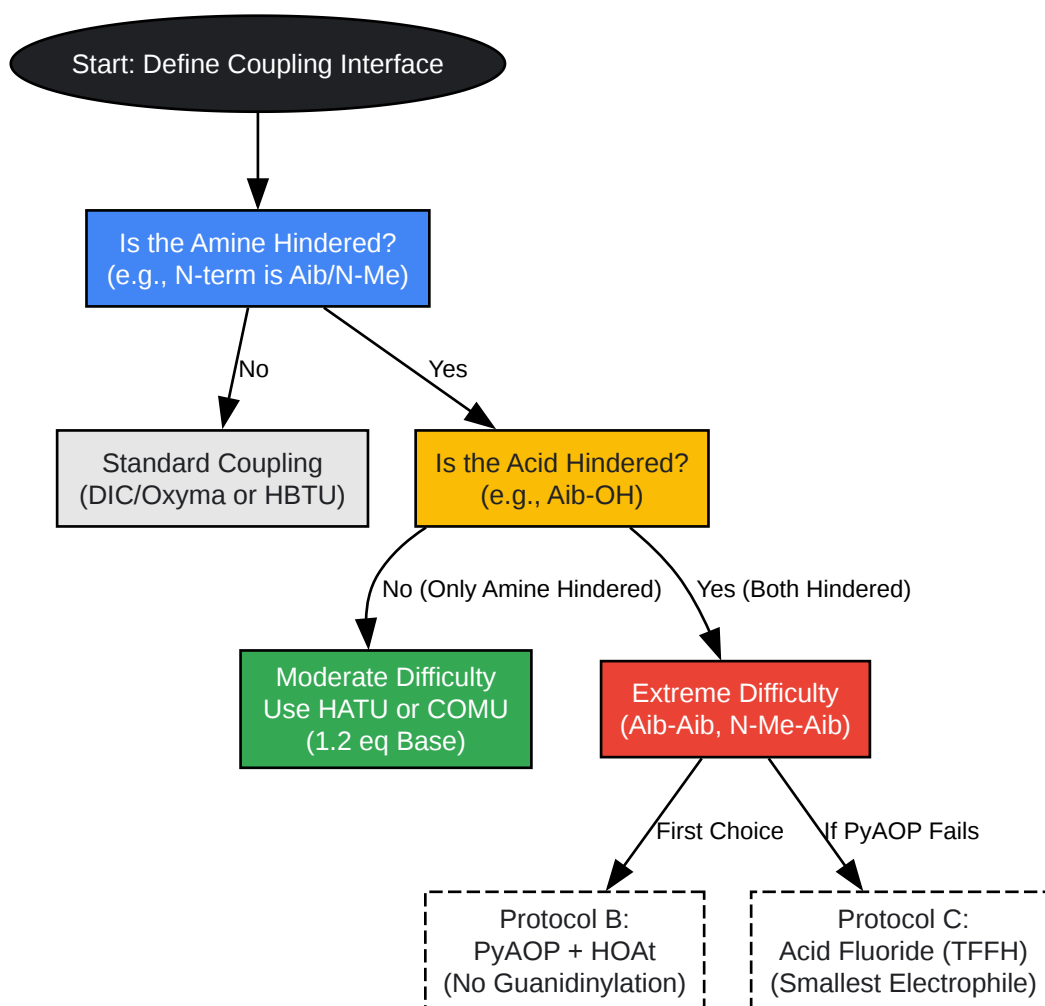 Start: Define Coupling Interface
Is the Amine Hindered?
(e.g., N-term is Aib/N-Me)
No
Yes
Standard Coupling
(DIC/Oxyma or HBTU)
Is the Acid Hindered?
(e.g., Aib-OH)
No (Only Amine Hindered)
Yes (Both Hindered)
Moderate Difficulty
Use HATU or COMU
(1.2 eq Base)
Extreme Difficulty
(Aib-Aib, N-Me-Aib)
First Choice
If PyAOP Fails
Protocol B:
PyAOP + HOAt
(No Guanidinylation)
Protocol C:
Acid Fluoride (TFFH)
(Smallest Electrophile)